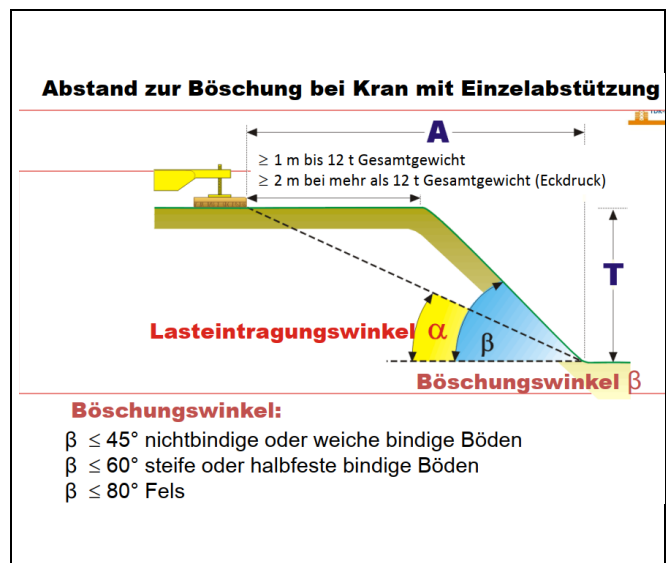 Abstand zur Böschung bei Kran mit Einzelabstützung
A
≥ 1 m bis 12 t Gesamtgewicht
≥ 2 m bei mehr als 12 t Gesamtgewicht (Eckdruck)
T
Lasteintragungswinkel α
β
Böschungswinkel β
Böschungswinkel:
β ≤ 45° nichtbindige oder weiche bindige Böden
β ≤ 60° steife oder halbfeste bindige Böden
β ≤ 80° Fels